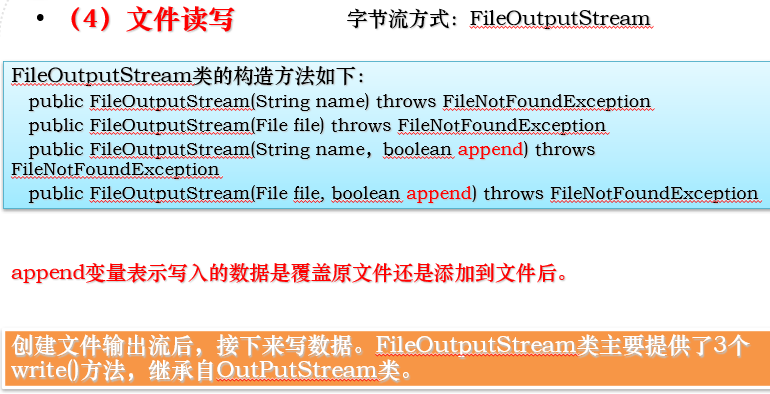 • （4）文件读写
字节流方式：FileOutputStream
FileOutputStream类的构造方法如下：
public FileOutputStream(String name) throws FileNotFoundException
public FileOutputStream(File file) throws FileNotFoundException
public FileOutputStream(String name，boolean append) throws
FileNotFoundException
public FileOutputStream(File file, boolean append) throws FileNotFoundException
append变量表示写入的数据是覆盖原文件还是添加到文件后。
创建文件输出流后，接下来写数据。FileOutputStream类主要提供了3个
write()方法，继承自OutPutStream类。